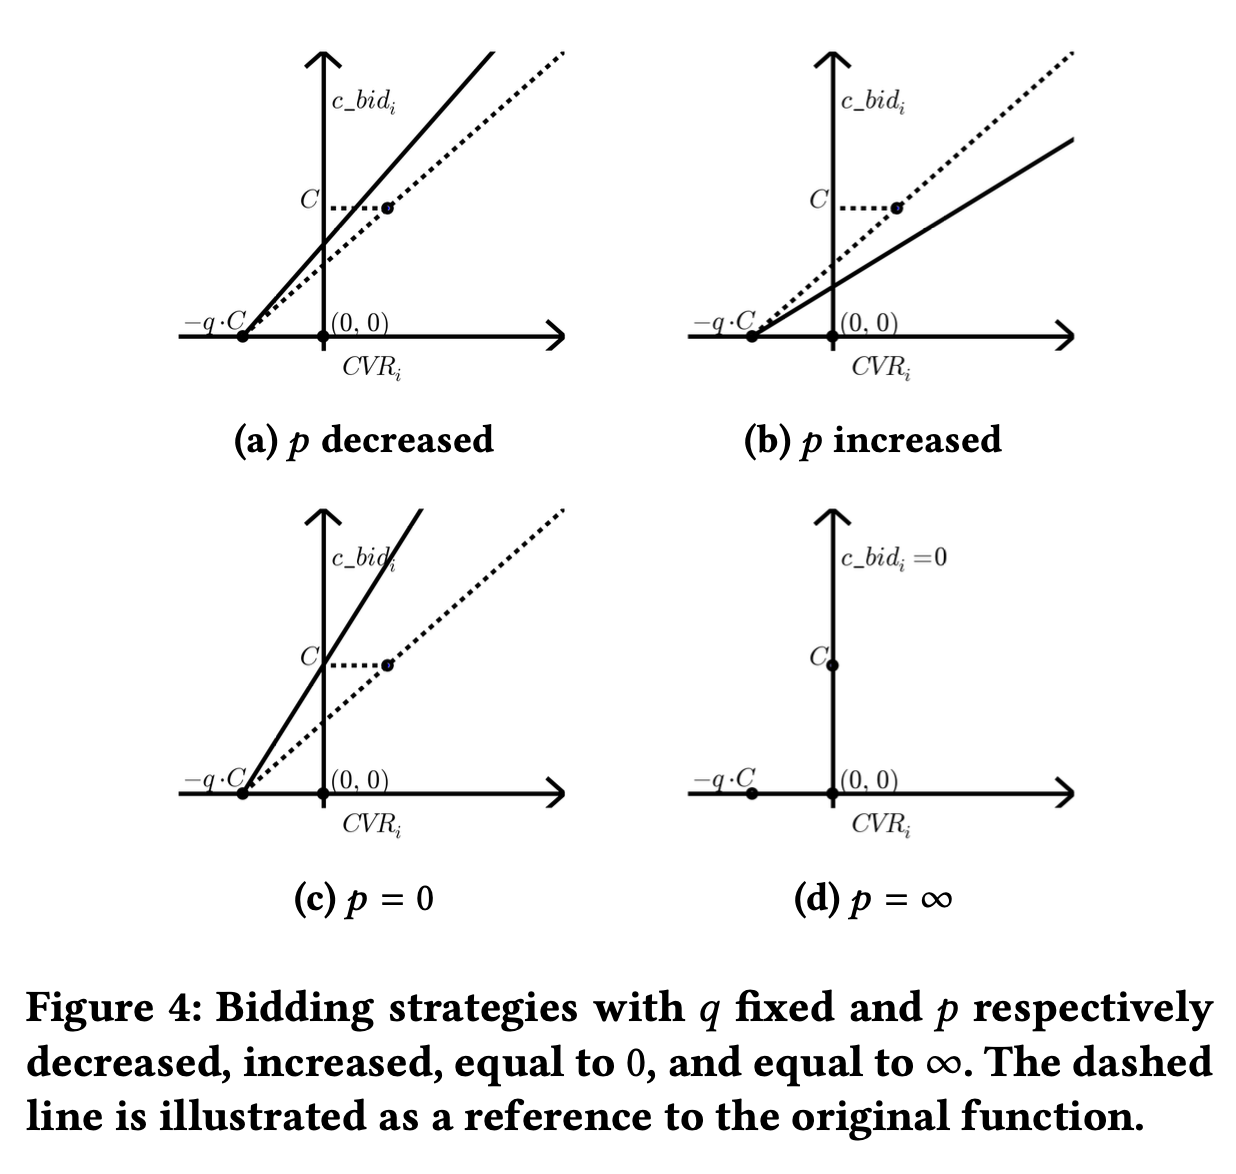 c_bid_i
C
−q·C
(0, 0)
CVR_i
(a) p decreased
c_bid_i
C
−q·C
(0, 0)
CVR_i
(b) p increased
c_bid_i
C
−q·C
(0, 0)
CVR_i
(c) p = 0
c_bid_i =0
C
−q·C
(0, 0)
CVR_i
(d) p = ∞
Figure 4: Bidding strategies with q fixed and p respectively
decreased, increased, equal to 0, and equal to ∞. The dashed
line is illustrated as a reference to the original function.